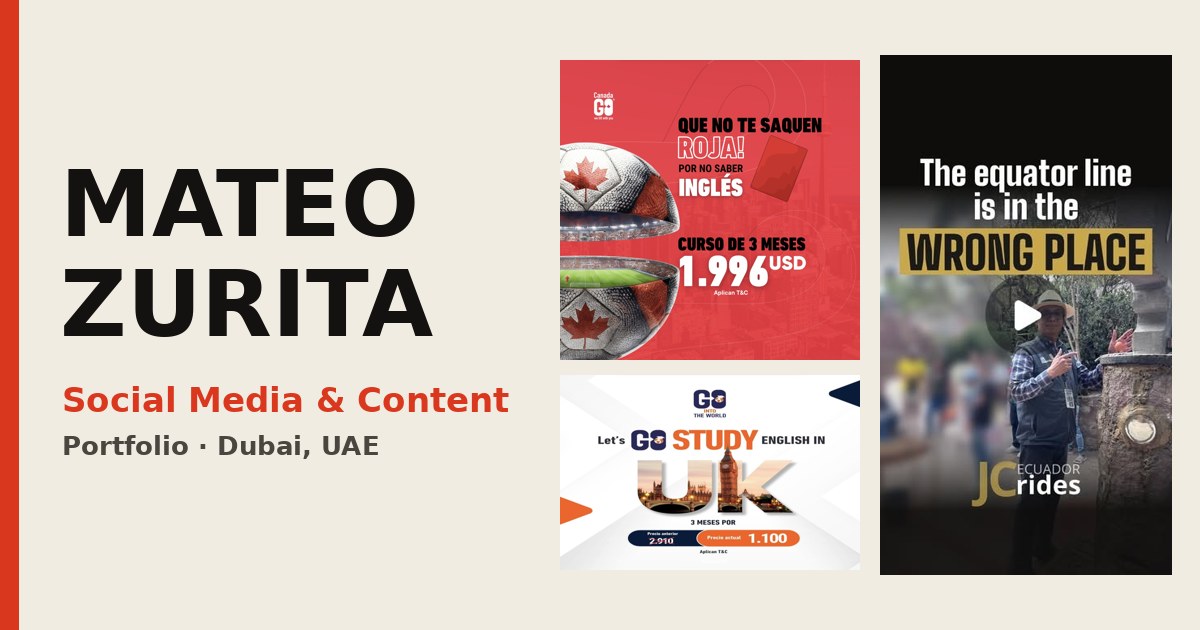 MATEO
ZURITA
Social Media & Content
Portfolio · Dubai, UAE
Canada
GO
QUE NO TE SAQUEN
ROJA!
POR NO SABER
INGLÉS
CURSO DE 3 MESES
1.996 USD
Aplican T&C
GO
INTO
THE WORLD
Let's GO STUDY ENGLISH IN
UK
3 MESES POR
Precio anterior
2.910
Precio actual 1.100
Aplican T&C
The equator line
is in the
WRONG PLACE
JC ECUADOR
rides